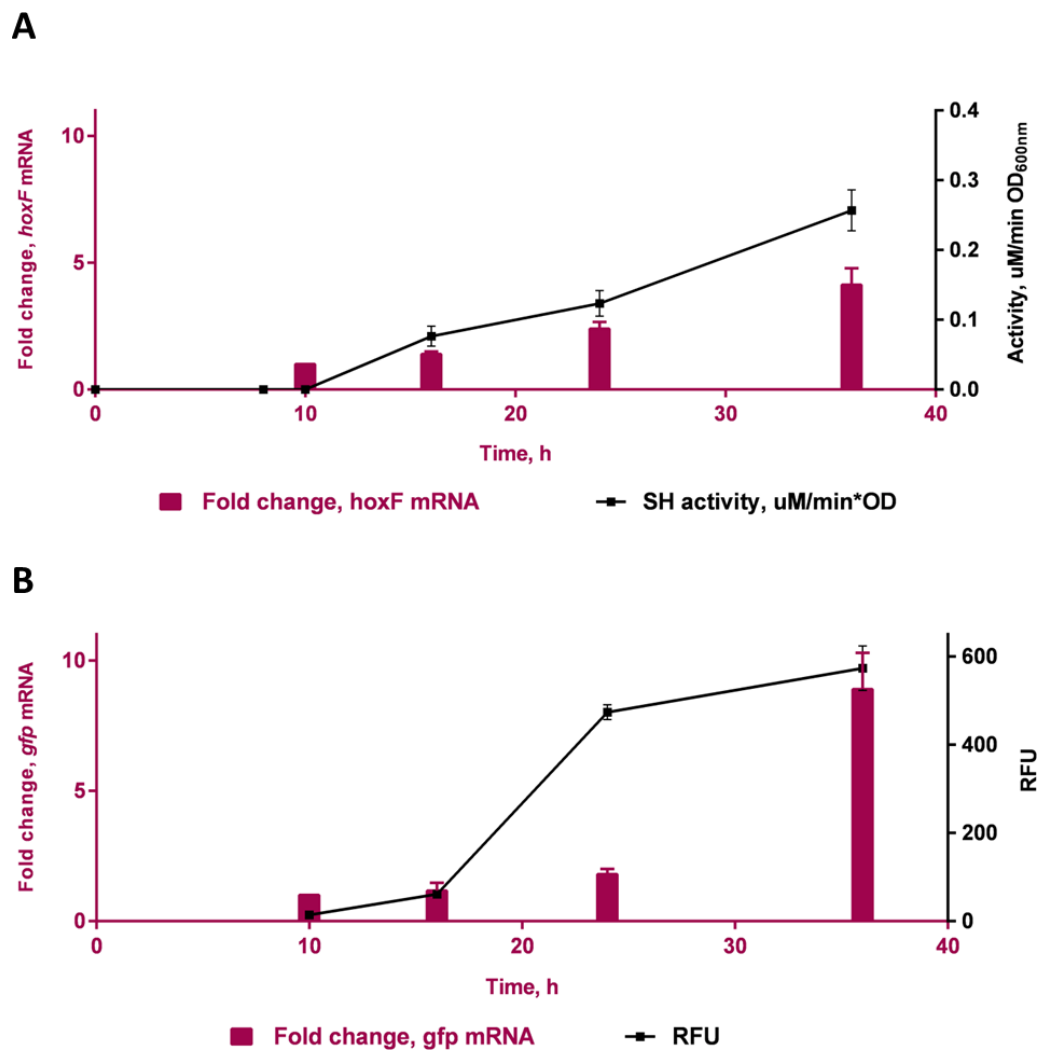 A
Fold change, hoxF mRNA
10
5
0
0.4
0.3
0.2
0.1
0.0
Activity, uM/min OD600nm
0 10 20 30 40
Time, h
Fold change, hoxF mRNA SH activity, uM/min*OD
B
Fold change, gfp mRNA
10
5
0
600
400
200
0
RFU
0 10 20 30 40
Time, h
Fold change, gfp mRNA RFU